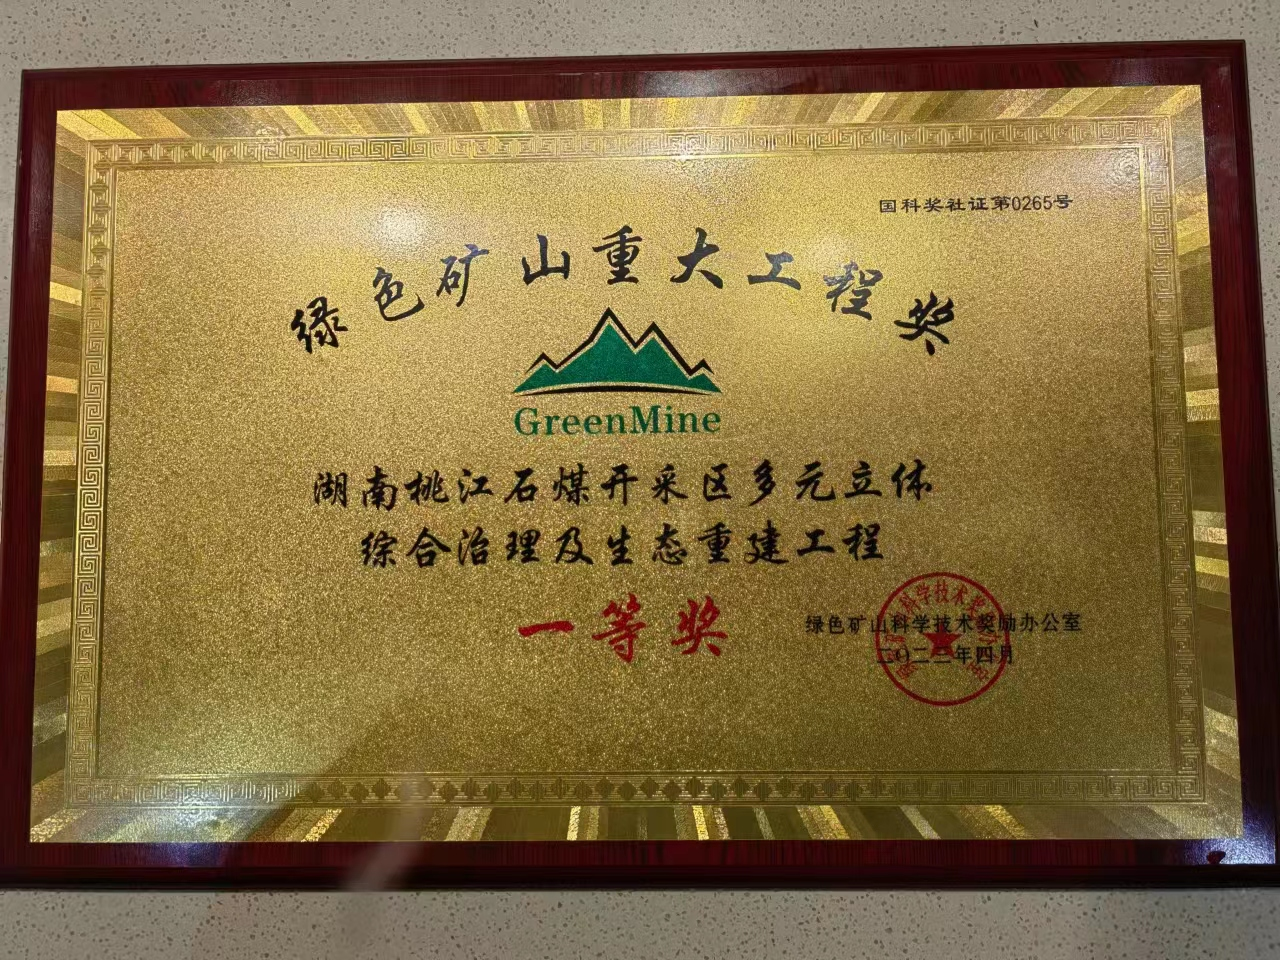 国科奖社证第0265号
绿色矿山重大工程奖
GreenMine
湖南桃江石煤开采区多元立体
综合治理及生态重建工程
一等奖
绿色矿山科学技术奖励办公室
二〇二三年四月